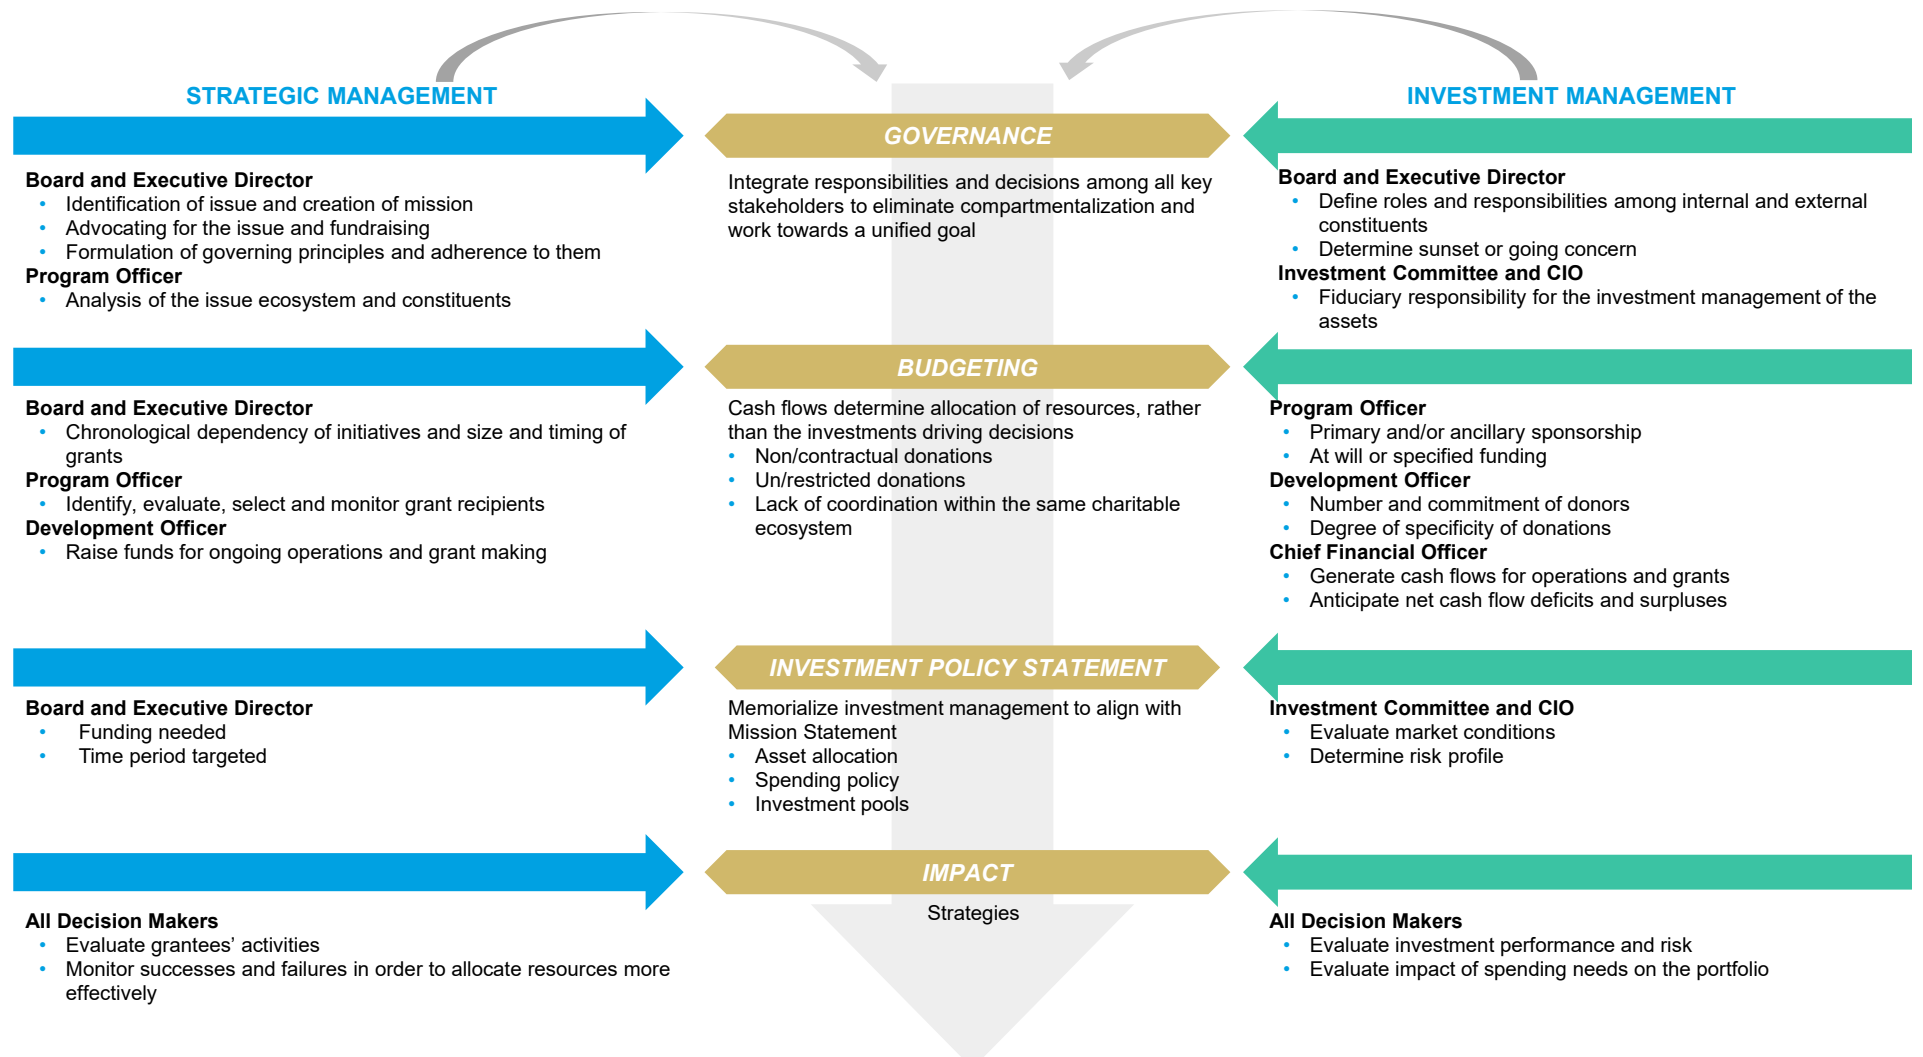 STRATEGIC MANAGEMENT
INVESTMENT MANAGEMENT
GOVERNANCE
Board and Executive Director
• Identification of issue and creation of mission
• Advocating for the issue and fundraising
• Formulation of governing principles and adherence to them
Program Officer
• Analysis of the issue ecosystem and constituents
Integrate responsibilities and decisions among all key
stakeholders to eliminate compartmentalization and
work towards a unified goal
Board and Executive Director
• Define roles and responsibilities among internal and external
constituents
• Determine sunset or going concern
Investment Committee and CIO
• Fiduciary responsibility for the investment management of the
assets
BUDGETING
Board and Executive Director
• Chronological dependency of initiatives and size and timing of
grants
Program Officer
• Identify, evaluate, select and monitor grant recipients
Development Officer
• Raise funds for ongoing operations and grant making
Cash flows determine allocation of resources, rather
than the investments driving decisions
• Non/contractual donations
• Un/restricted donations
• Lack of coordination within the same charitable
ecosystem
Program Officer
• Primary and/or ancillary sponsorship
• At will or specified funding
Development Officer
• Number and commitment of donors
• Degree of specificity of donations
Chief Financial Officer
• Generate cash flows for operations and grants
• Anticipate net cash flow deficits and surpluses
INVESTMENT POLICY STATEMENT
Board and Executive Director
• Funding needed
• Time period targeted
Memorialize investment management to align with
Mission Statement
• Asset allocation
• Spending policy
• Investment pools
Investment Committee and CIO
• Evaluate market conditions
• Determine risk profile
IMPACT
All Decision Makers
• Evaluate grantees’ activities
• Monitor successes and failures in order to allocate resources more
effectively
Strategies
All Decision Makers
• Evaluate investment performance and risk
• Evaluate impact of spending needs on the portfolio